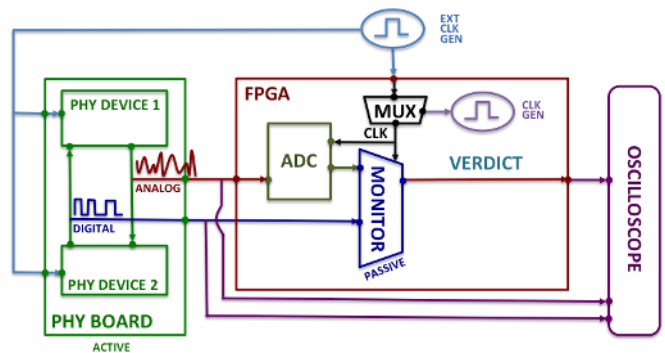 EXT
CLK
GEN
PHY DEVICE 1
FPGA
MUX
CLK
GEN
CLK
ADC
ANALOG
VERDICT
MONITOR
OSCILLOSCOPE
DIGITAL
PASSIVE
PHY DEVICE 2
PHY BOARD
ACTIVE